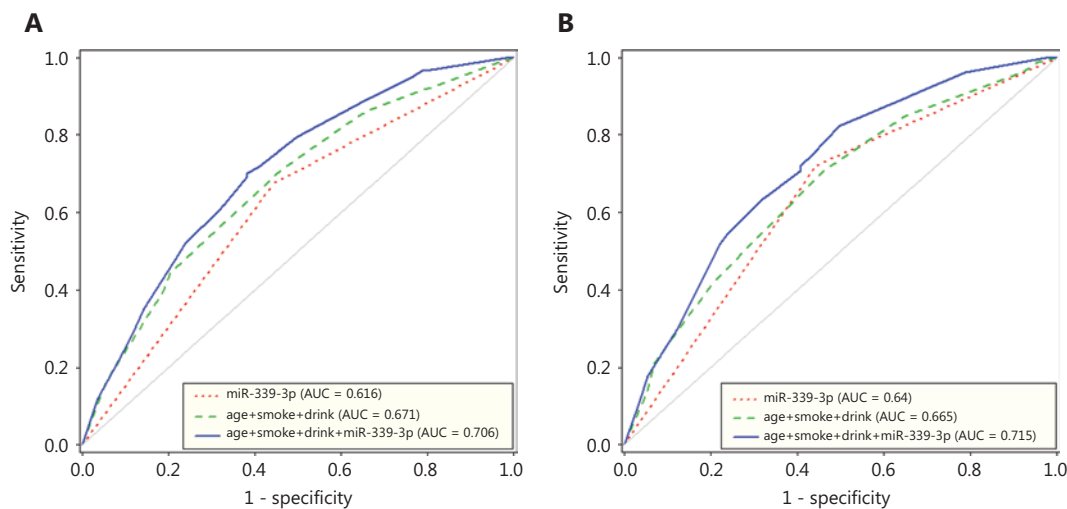 A
1.0
0.8
0.6
0.4
0.2
0.0
Sensitivity
miR-339-3p (AUC = 0.616)
age+smoke+drink (AUC = 0.671)
age+smoke+drink+miR-339-3p (AUC = 0.706)
0.0 0.2 0.4 0.6 0.8 1.0
1 - specificity
B
1.0
0.8
0.6
0.4
0.2
0.0
Sensitivity
miR-339-3p (AUC = 0.64)
age+smoke+drink (AUC = 0.665)
age+smoke+drink+miR-339-3p (AUC = 0.715)
0.0 0.2 0.4 0.6 0.8 1.0
1 - specificity